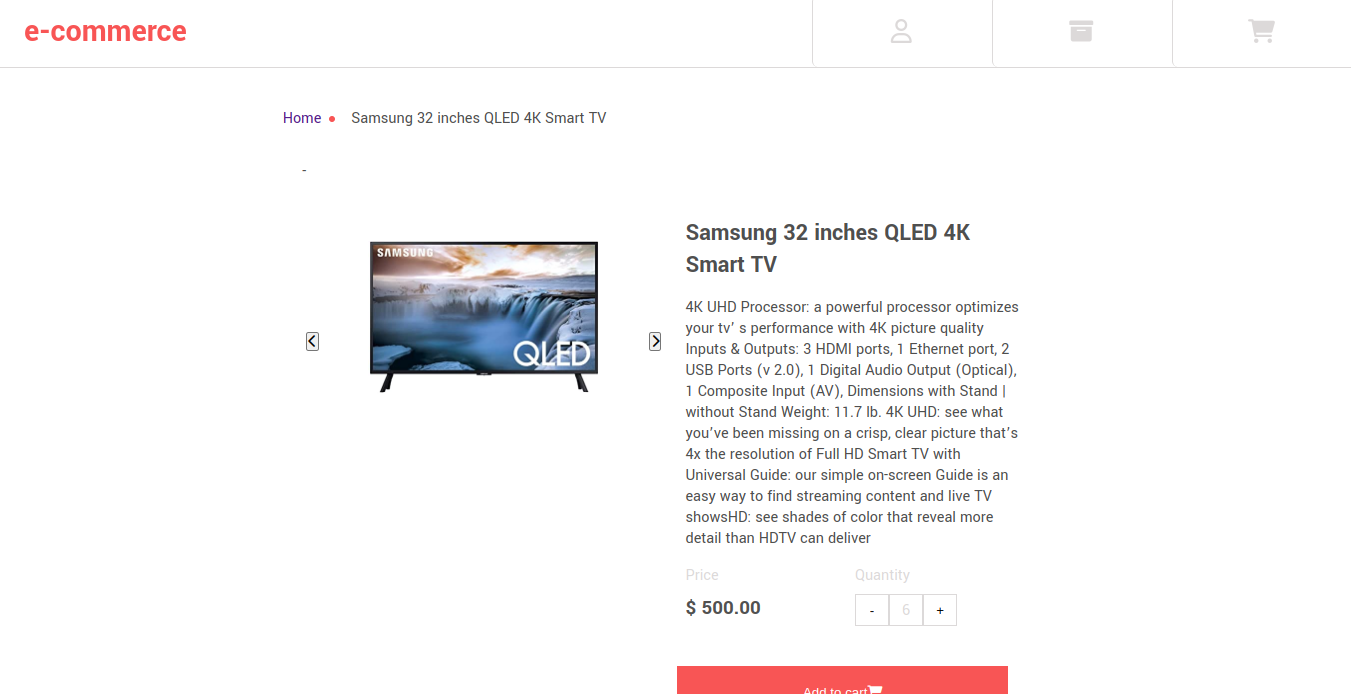 e-commerce
Home
Samsung 32 inches QLED 4K Smart TV
-
SAMSUNG
QLED
Samsung 32 inches QLED 4K
Smart TV
4K UHD Processor: a powerful processor optimizes
your tv’ s performance with 4K picture quality
Inputs & Outputs: 3 HDMI ports, 1 Ethernet port, 2
USB Ports (v 2.0), 1 Digital Audio Output (Optical),
1 Composite Input (AV), Dimensions with Stand |
without Stand Weight: 11.7 lb. 4K UHD: see what
you’ve been missing on a crisp, clear picture that’s
4x the resolution of Full HD Smart TV with
Universal Guide: our simple on-screen Guide is an
easy way to find streaming content and live TV
showsHD: see shades of color that reveal more
detail than HDTV can deliver
Price
Quantity
$ 500.00
- 6 +
Add to cart